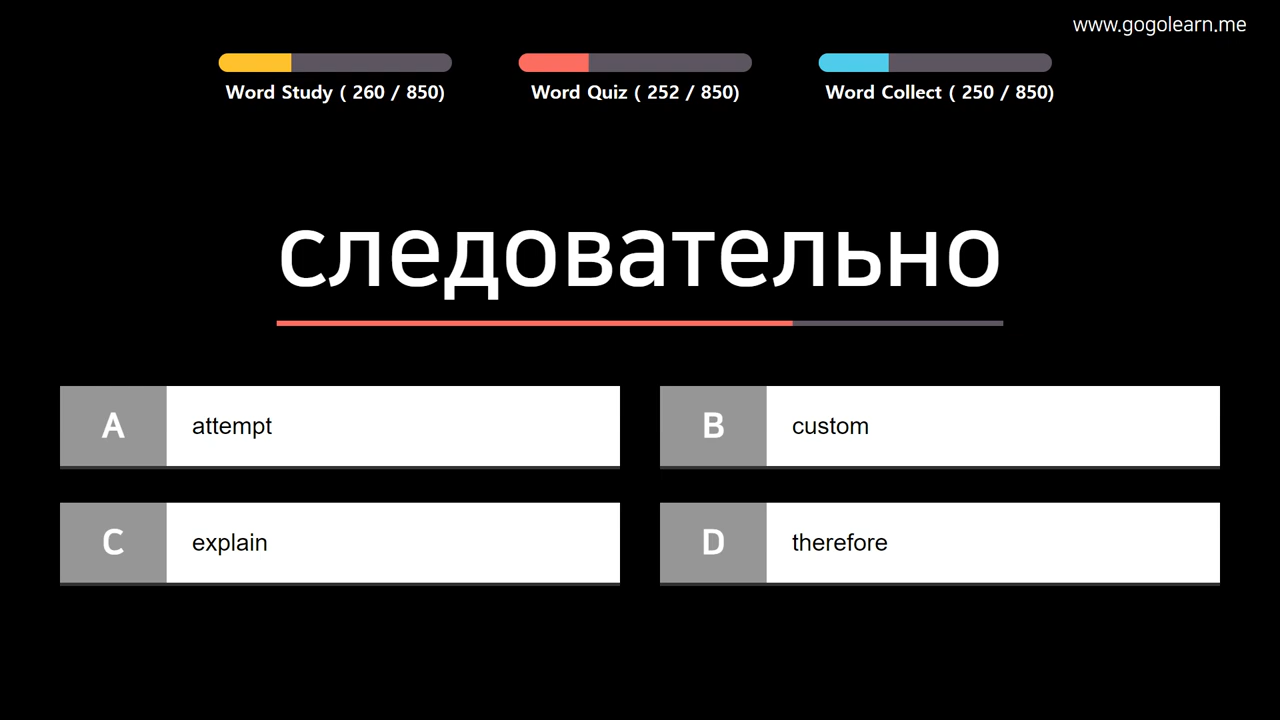 www.gogolearn.me
Word Study ( 260 / 850)
Word Quiz ( 252 / 850)
Word Collect ( 250 / 850)
следовательно
A attempt
B custom
C explain
D therefore